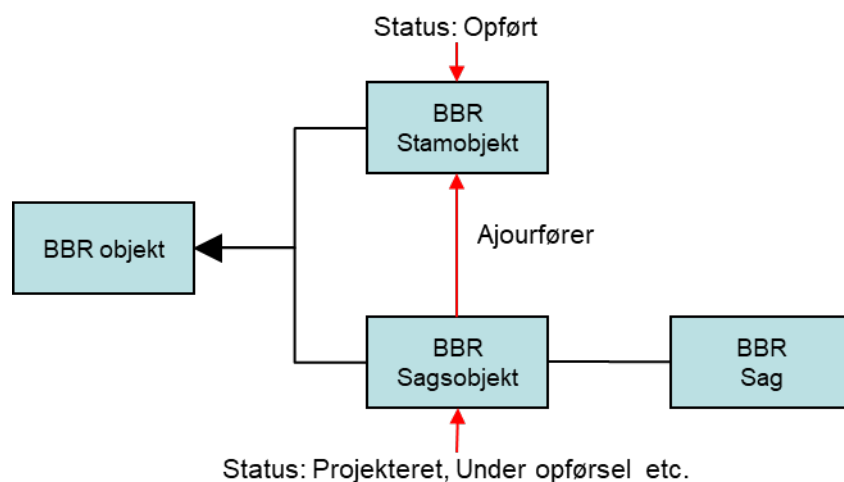 Status: Opført
BBR
Stamobjekt
BBR objekt
Ajourfører
BBR
Sagsobjekt
BBR
Sag
Status: Projekteret, Under opførsel etc.